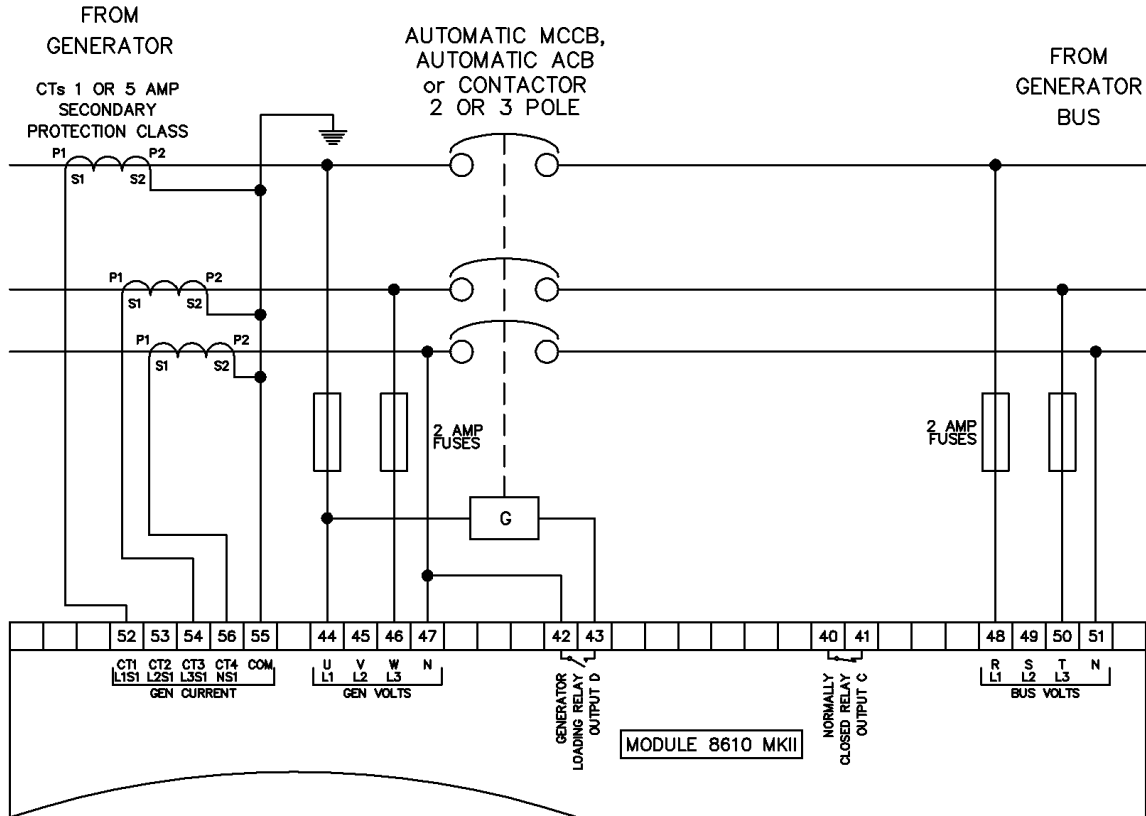 FROM
GENERATOR
CTs 1 OR 5 AMP
SECONDARY
PROTECTION CLASS
AUTOMATIC MCCB,
AUTOMATIC ACB
or CONTACTOR
2 OR 3 POLE
FROM
GENERATOR
BUS
P1 P2
S1 S2
P1 P2
S1 S2
P1 P2
S1 S2
2 AMP
FUSES
2 AMP
FUSES
G
52 53 54 56 55 44 45 46 47 42 43 40 41 48 49 50 51
CT1 CT2 CT3 CT4 COM
L1S1 L2S1 L3S1 NS1
GEN CURRENT
U V W N
L1 L2 L3
GEN VOLTS
GENERATOR
LOADING RELAY
OUTPUT D
NORMALLY
CLOSED RELAY
OUTPUT C
R S T N
L1 L2 L3
BUS VOLTS
MODULE 8610 MKII